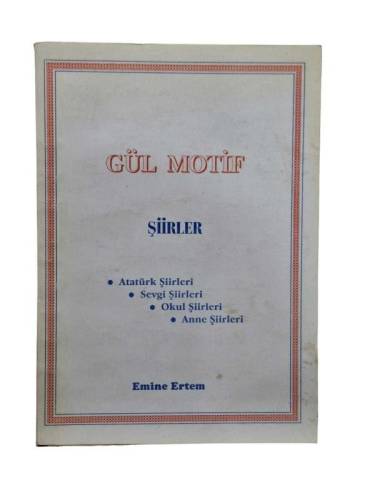 GÜL MOTİF
ŞİİRLER
• Atatürk Şiirleri
• Sevgi Şiirleri
• Okul Şiirleri
• Anne Şiirleri
Emine Ertem